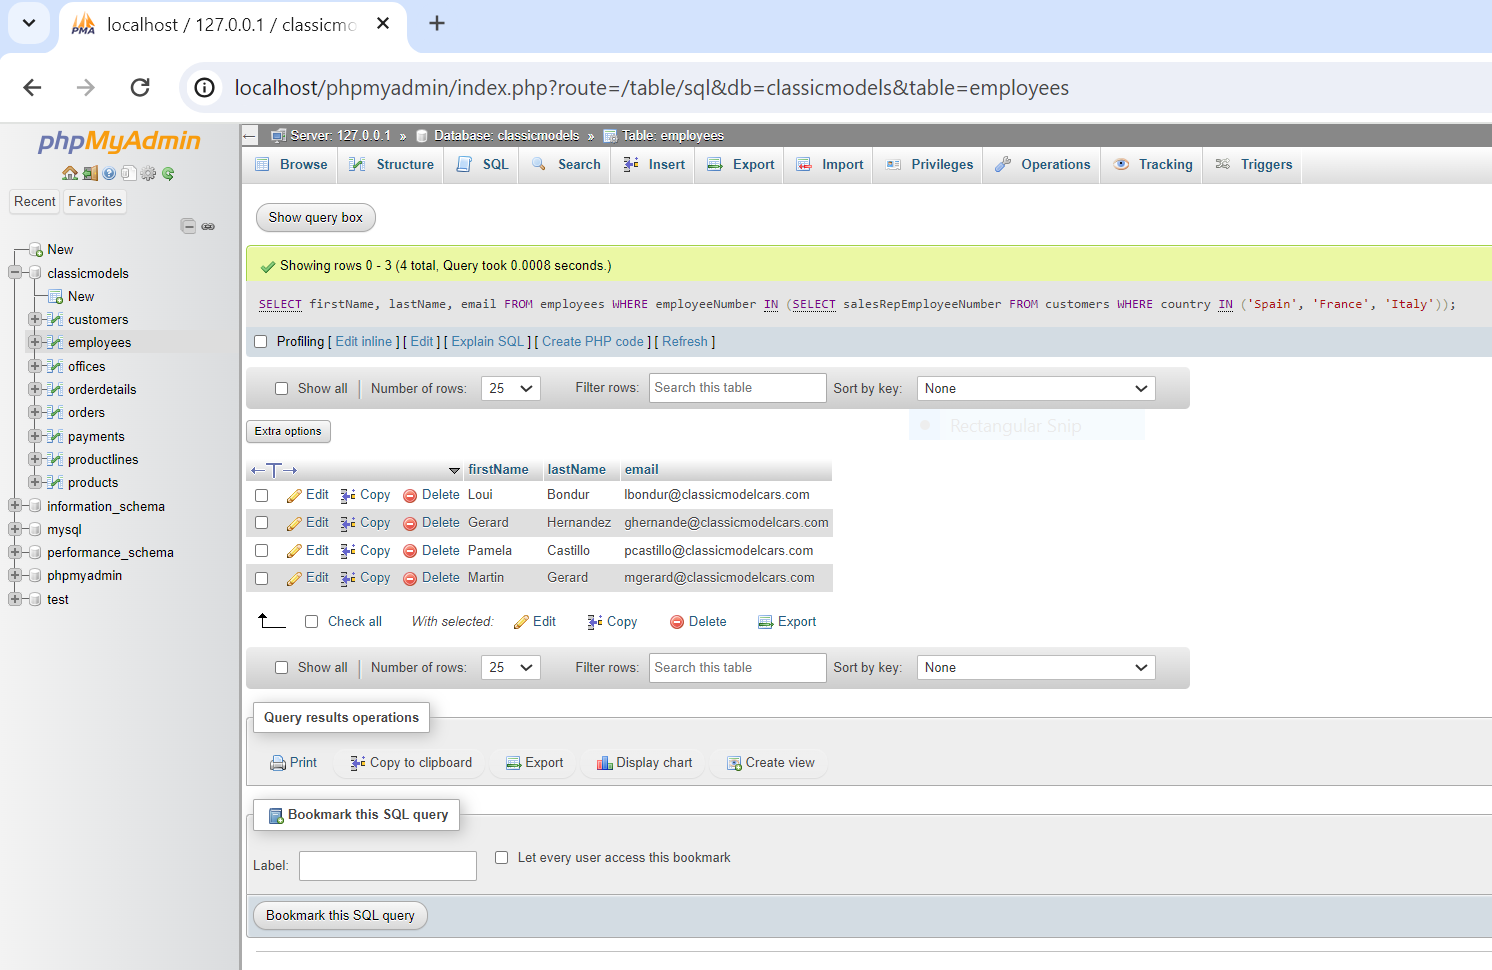 localhost / 127.0.0.1 / classicmo
localhost/phpmyadmin/index.php?route=/table/sql&db=classicmodels&table=employees
phpMyAdmin
Recent Favorites
New
classicmodels
New
customers
employees
offices
orderdetails
orders
payments
productlines
products
information_schema
mysql
performance_schema
phpmyadmin
test
Server: 127.0.0.1 » Database: classicmodels » Table: employees
Browse Structure SQL Search Insert Export Import Privileges Operations Tracking Triggers
Show query box
Showing rows 0 - 3 (4 total, Query took 0.0008 seconds.)
SELECT firstName, lastName, email FROM employees WHERE employeeNumber IN (SELECT salesRepEmployeeNumber FROM customers WHERE country IN ('Spain', 'France', 'Italy'));
Profiling [ Edit inline ] [ Edit ] [ Explain SQL ] [ Create PHP code ] [ Refresh ]
Show all Number of rows: 25 Filter rows: Search this table Sort by key: None
Rectangular Snip
Extra options
firstName lastName email
Edit Copy Delete Loui Bondur lbondur@classicmodelcars.com
Edit Copy Delete Gerard Hernandez ghernande@classicmodelcars.com
Edit Copy Delete Pamela Castillo pcastillo@classicmodelcars.com
Edit Copy Delete Martin Gerard mgerard@classicmodelcars.com
Check all With selected: Edit Copy Delete Export
Show all Number of rows: 25 Filter rows: Search this table Sort by key: None
Query results operations
Print Copy to clipboard Export Display chart Create view
Bookmark this SQL query
Label: Let every user access this bookmark
Bookmark this SQL query